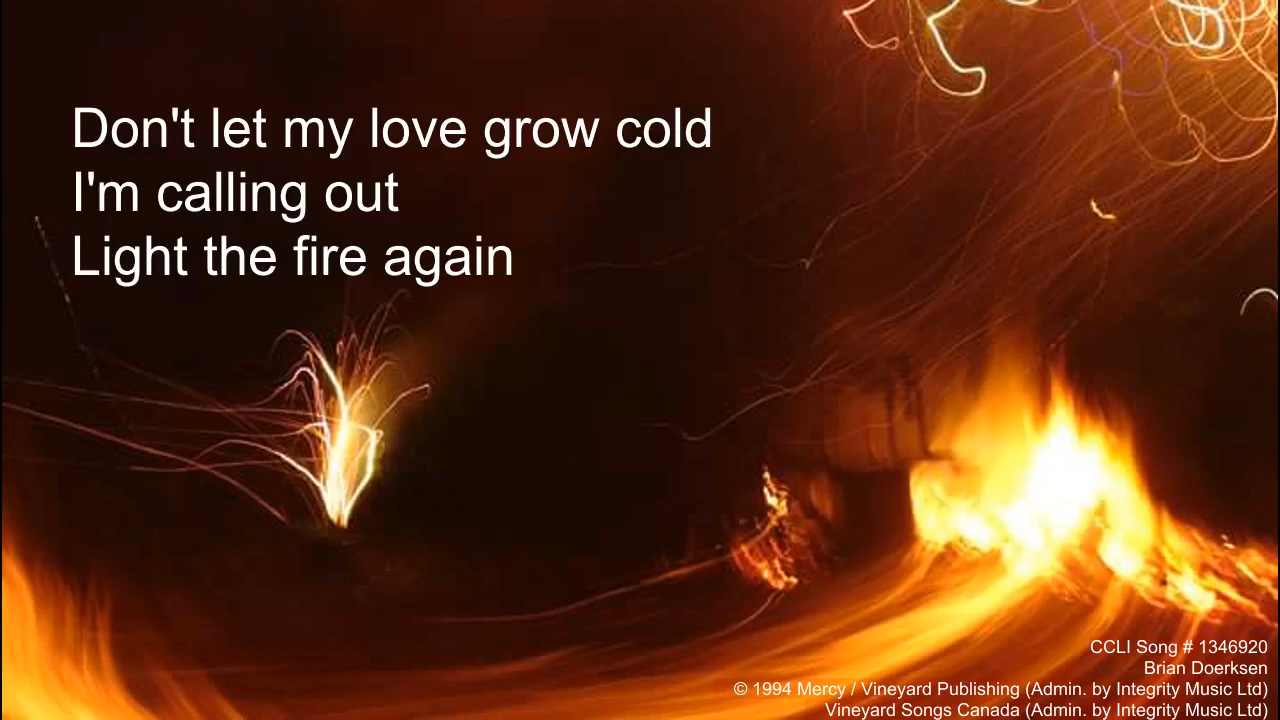 Don't let my love grow cold
I'm calling out
Light the fire again
CCLI Song # 1346920
Brian Doerksen
© 1994 Mercy / Vineyard Publishing (Admin. by Integrity Music Ltd)
Vineyard Songs Canada (Admin. by Integrity Music Ltd)